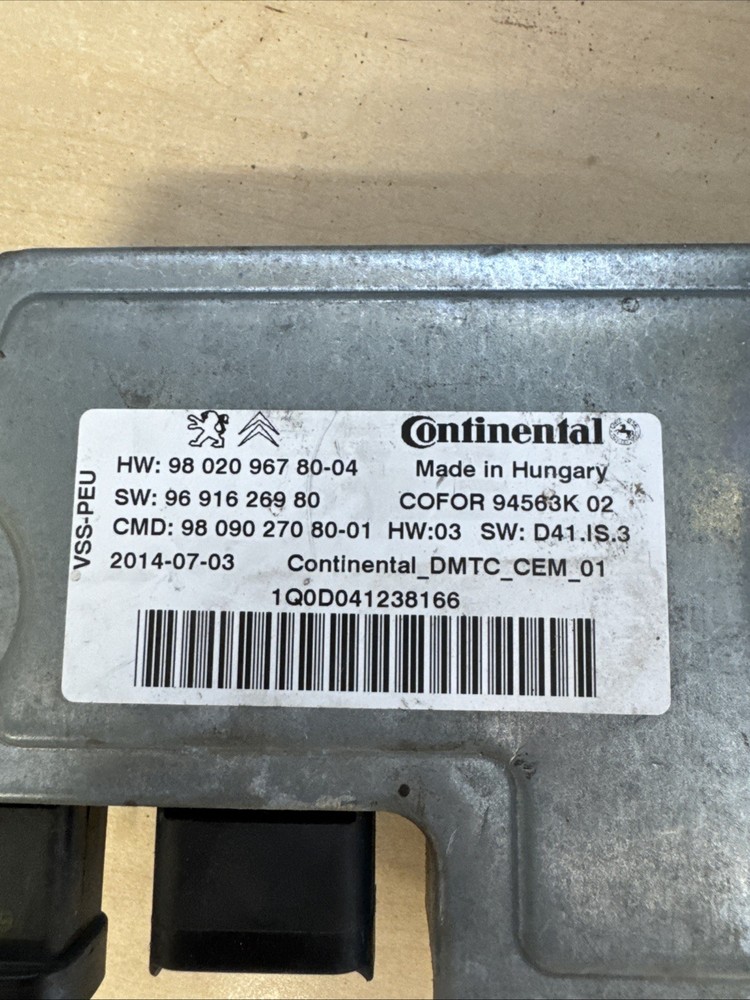 Continental
HW: 98 020 967 80-04 Made in Hungary
SW: 96 916 269 80 COFOR 94563K 02
CMD: 98 090 270 80-01 HW:03 SW: D41.IS.3
2014-07-03 Continental_DMTC_CEM_01
1Q0D041238166
VSS-PEU